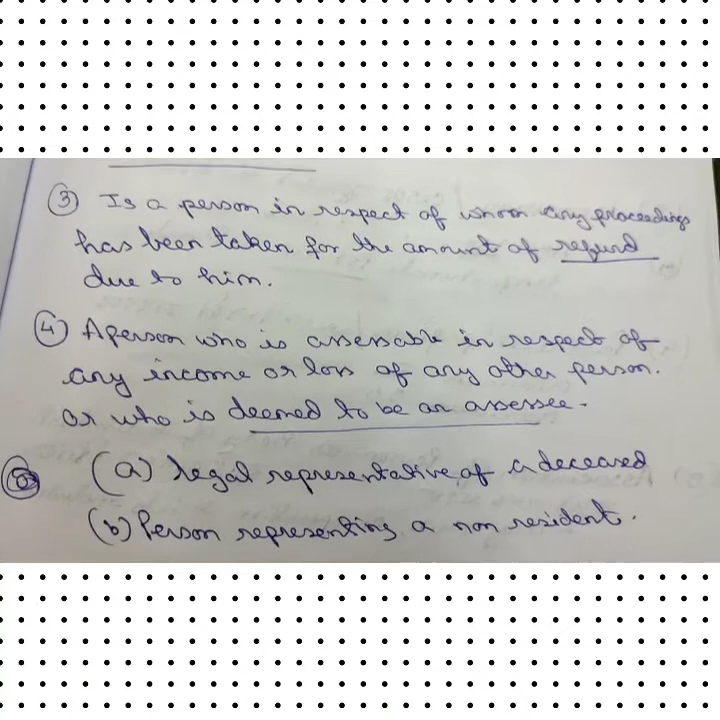 ③ Is a person in respect of whom any proceedings
has been taken for the amount of refund
due to him.
④ A person who is assessable in respect of
any income or loss of any other person.
or who is deemed to be an assessee.
(a) legal representative of a deceased
(b) Person representing a non resident.